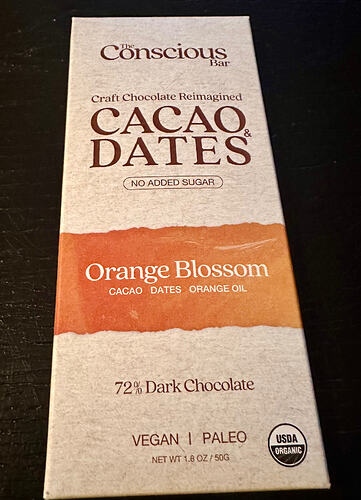 The
Conscious
Bar
Craft Chocolate Reimagined
CACAO &
DATES
NO ADDED SUGAR
Orange Blossom
CACAO DATES ORANGE OIL
72% Dark Chocolate
VEGAN | PALEO
NET WT 1.8 OZ / 50G
USDA
ORGANIC